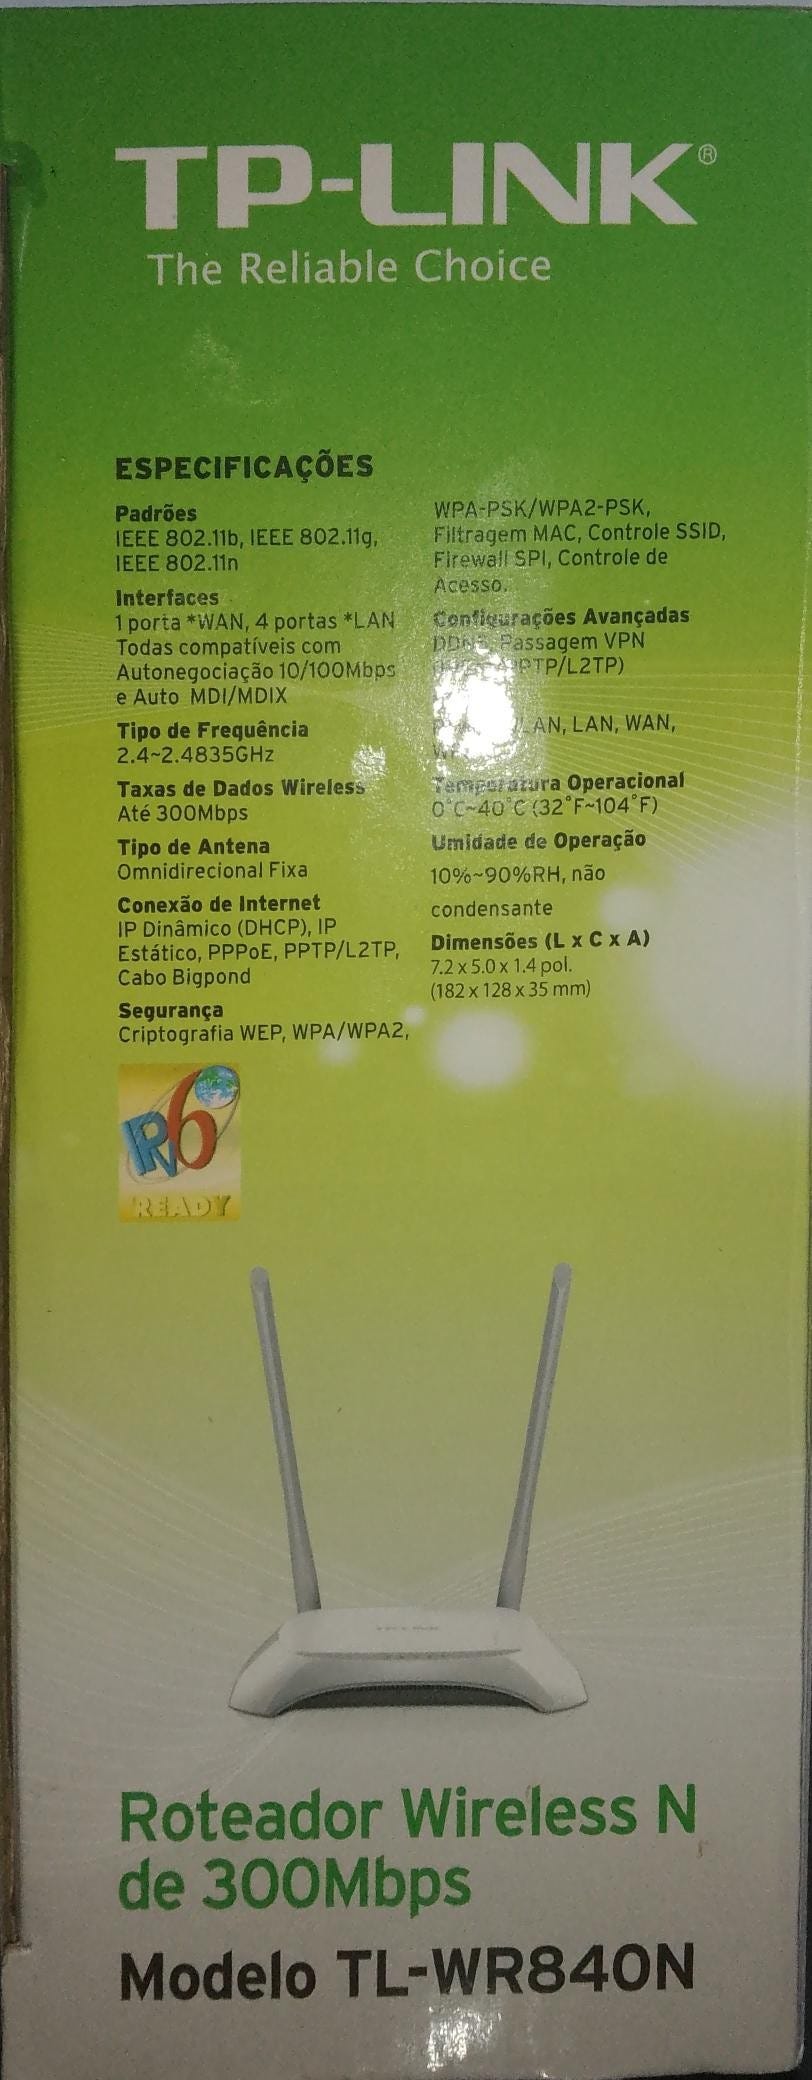 TP-LINK®
The Reliable Choice
ESPECIFICAÇÕES
Padrões
IEEE 802.11b, IEEE 802.11g,
IEEE 802.11n
Interfaces
1 porta *WAN, 4 portas *LAN
Todas compatíveis com
Autonegociação 10/100Mbps
e Auto MDI/MDIX
Tipo de Frequência
2.4~2.4835GHz
Taxas de Dados Wireless
Até 300Mbps
Tipo de Antena
Omnidirecional Fixa
Conexão de Internet
IP Dinâmico (DHCP), IP
Estático, PPPoE, PPTP/L2TP,
Cabo Bigpond
Segurança
Criptografia WEP, WPA/WPA2,
WPA-PSK/WPA2-PSK,
Filtragem MAC, Controle SSID,
Firewall SPI, Controle de
Acesso.
Configurações Avançadas
Passagem VPN
PTP/L2TP)
LAN, WAN,
Temperatura Operacional
0°C~40°C (32°F~104°F)
Umidade de Operação
10%~90%RH, não
condensante
Dimensões (L x C x A)
7.2 x 5.0 x 1.4 pol.
(182 x 128 x 35 mm)
IPv6
READY
Roteador Wireless N
de 300Mbps
Modelo TL-WR840N